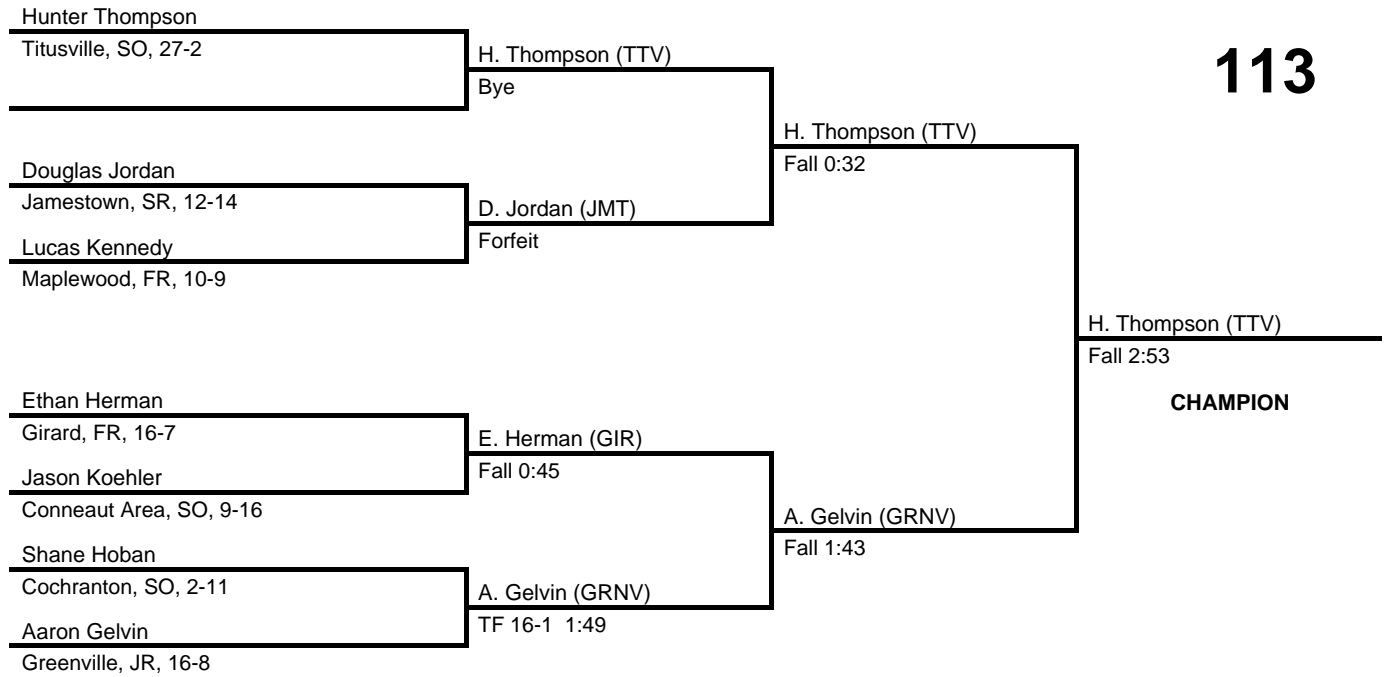 Hunter Thompson
Titusville, SO, 27-2
H. Thompson (TTV)
Bye
113
H. Thompson (TTV)
Fall 0:32
Douglas Jordan
Jamestown, SR, 12-14
D. Jordan (JMT)
Forfeit
Lucas Kennedy
Maplewood, FR, 10-9
H. Thompson (TTV)
Fall 2:53
CHAMPION
Ethan Herman
Girard, FR, 16-7
E. Herman (GIR)
Fall 0:45
Jason Koehler
Conneaut Area, SO, 9-16
A. Gelvin (GRNV)
Fall 1:43
Shane Hoban
Cochranton, SO, 2-11
A. Gelvin (GRNV)
TF 16-1 1:49
Aaron Gelvin
Greenville, JR, 16-8